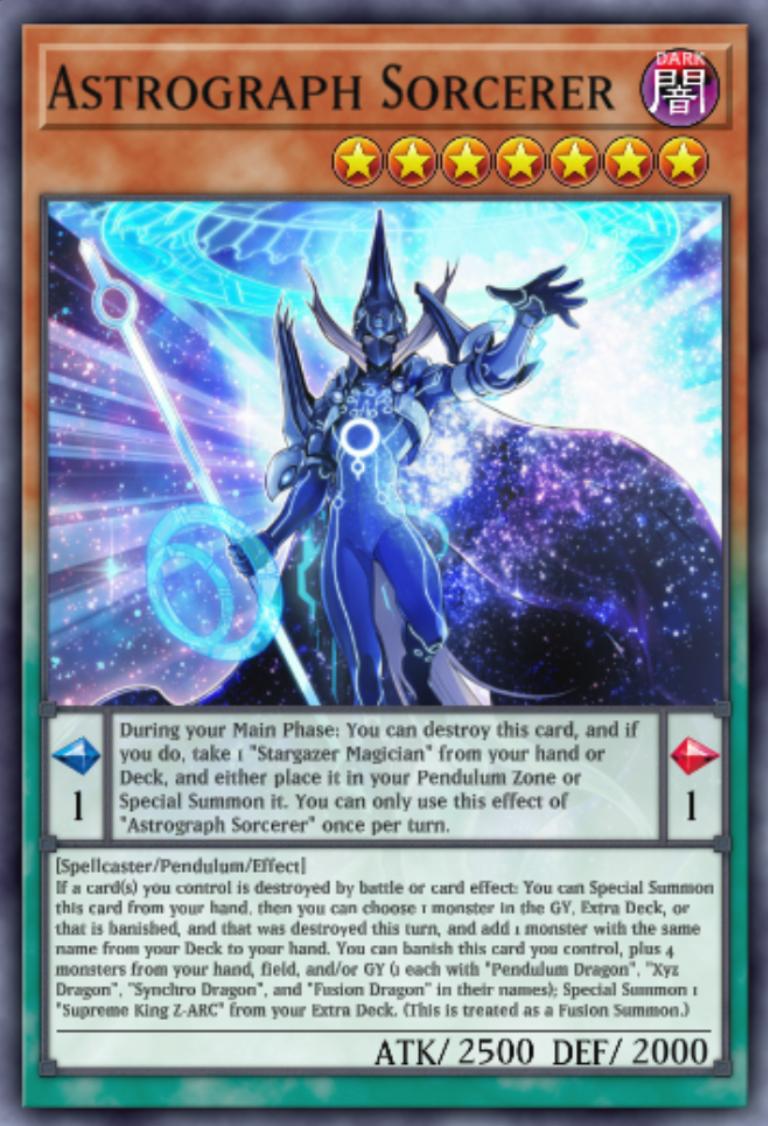 ASTROGRAPH SORCERER
DARK
闇
During your Main Phase: You can destroy this card, and if
you do, take 1 "Stargazer Magician" from your hand or
Deck, and either place it in your Pendulum Zone or
Special Summon it. You can only use this effect of
"Astrograph Sorcerer" once per turn.
1
1
[Spellcaster/Pendulum/Effect]
If a card(s) you control is destroyed by battle or card effect: You can Special Summon
this card from your hand, then you can choose 1 monster in the GY, Extra Deck, or
that is banished, and that was destroyed this turn, and add 1 monster with the same
name from your Deck to your hand. You can banish this card you control, plus 4
monsters from your hand, field, and/or GY (1 each with "Pendulum Dragon", "Xyz
Dragon", "Synchro Dragon", and "Fusion Dragon" in their names); Special Summon 1
"Supreme King Z-ARC" from your Extra Deck. (This is treated as a Fusion Summon.)
ATK/ 2500 DEF/ 2000